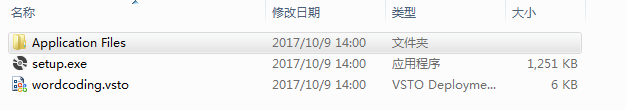 名称 修改日期 类型 大小
Application Files 2017/10/9 14:00 文件夹
setup.exe 2017/10/9 14:00 应用程序 1,251 KB
wordcoding.vsto 2017/10/9 14:00 VSTO Deployme... 6 KB